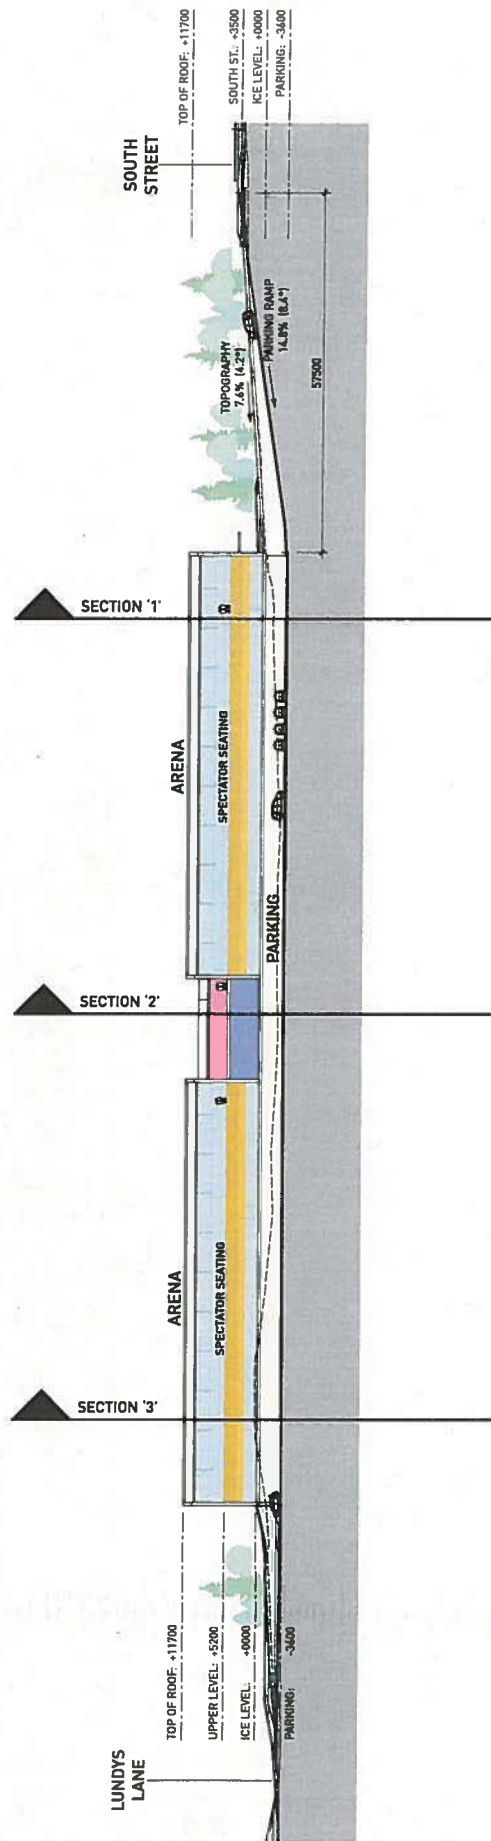 TOP OF ROOF: +11700
SOUTH ST.: +3500
ICE LEVEL: +0000
PARKING: -3600
SOUTH
STREET
TOPOGRAPHY
7.6% (4.2°)
PARKING RAMP
14.8% (8.4°)
57500
SECTION '1'
ARENA
SPECTATOR SEATING
PARKING
SECTION '2'
ARENA
SPECTATOR SEATING
SECTION '3'
TOP OF ROOF: +11700
UPPER LEVEL: +5200
ICE LEVEL: +0000
PARKING: -3600
LUNDYS
LANE